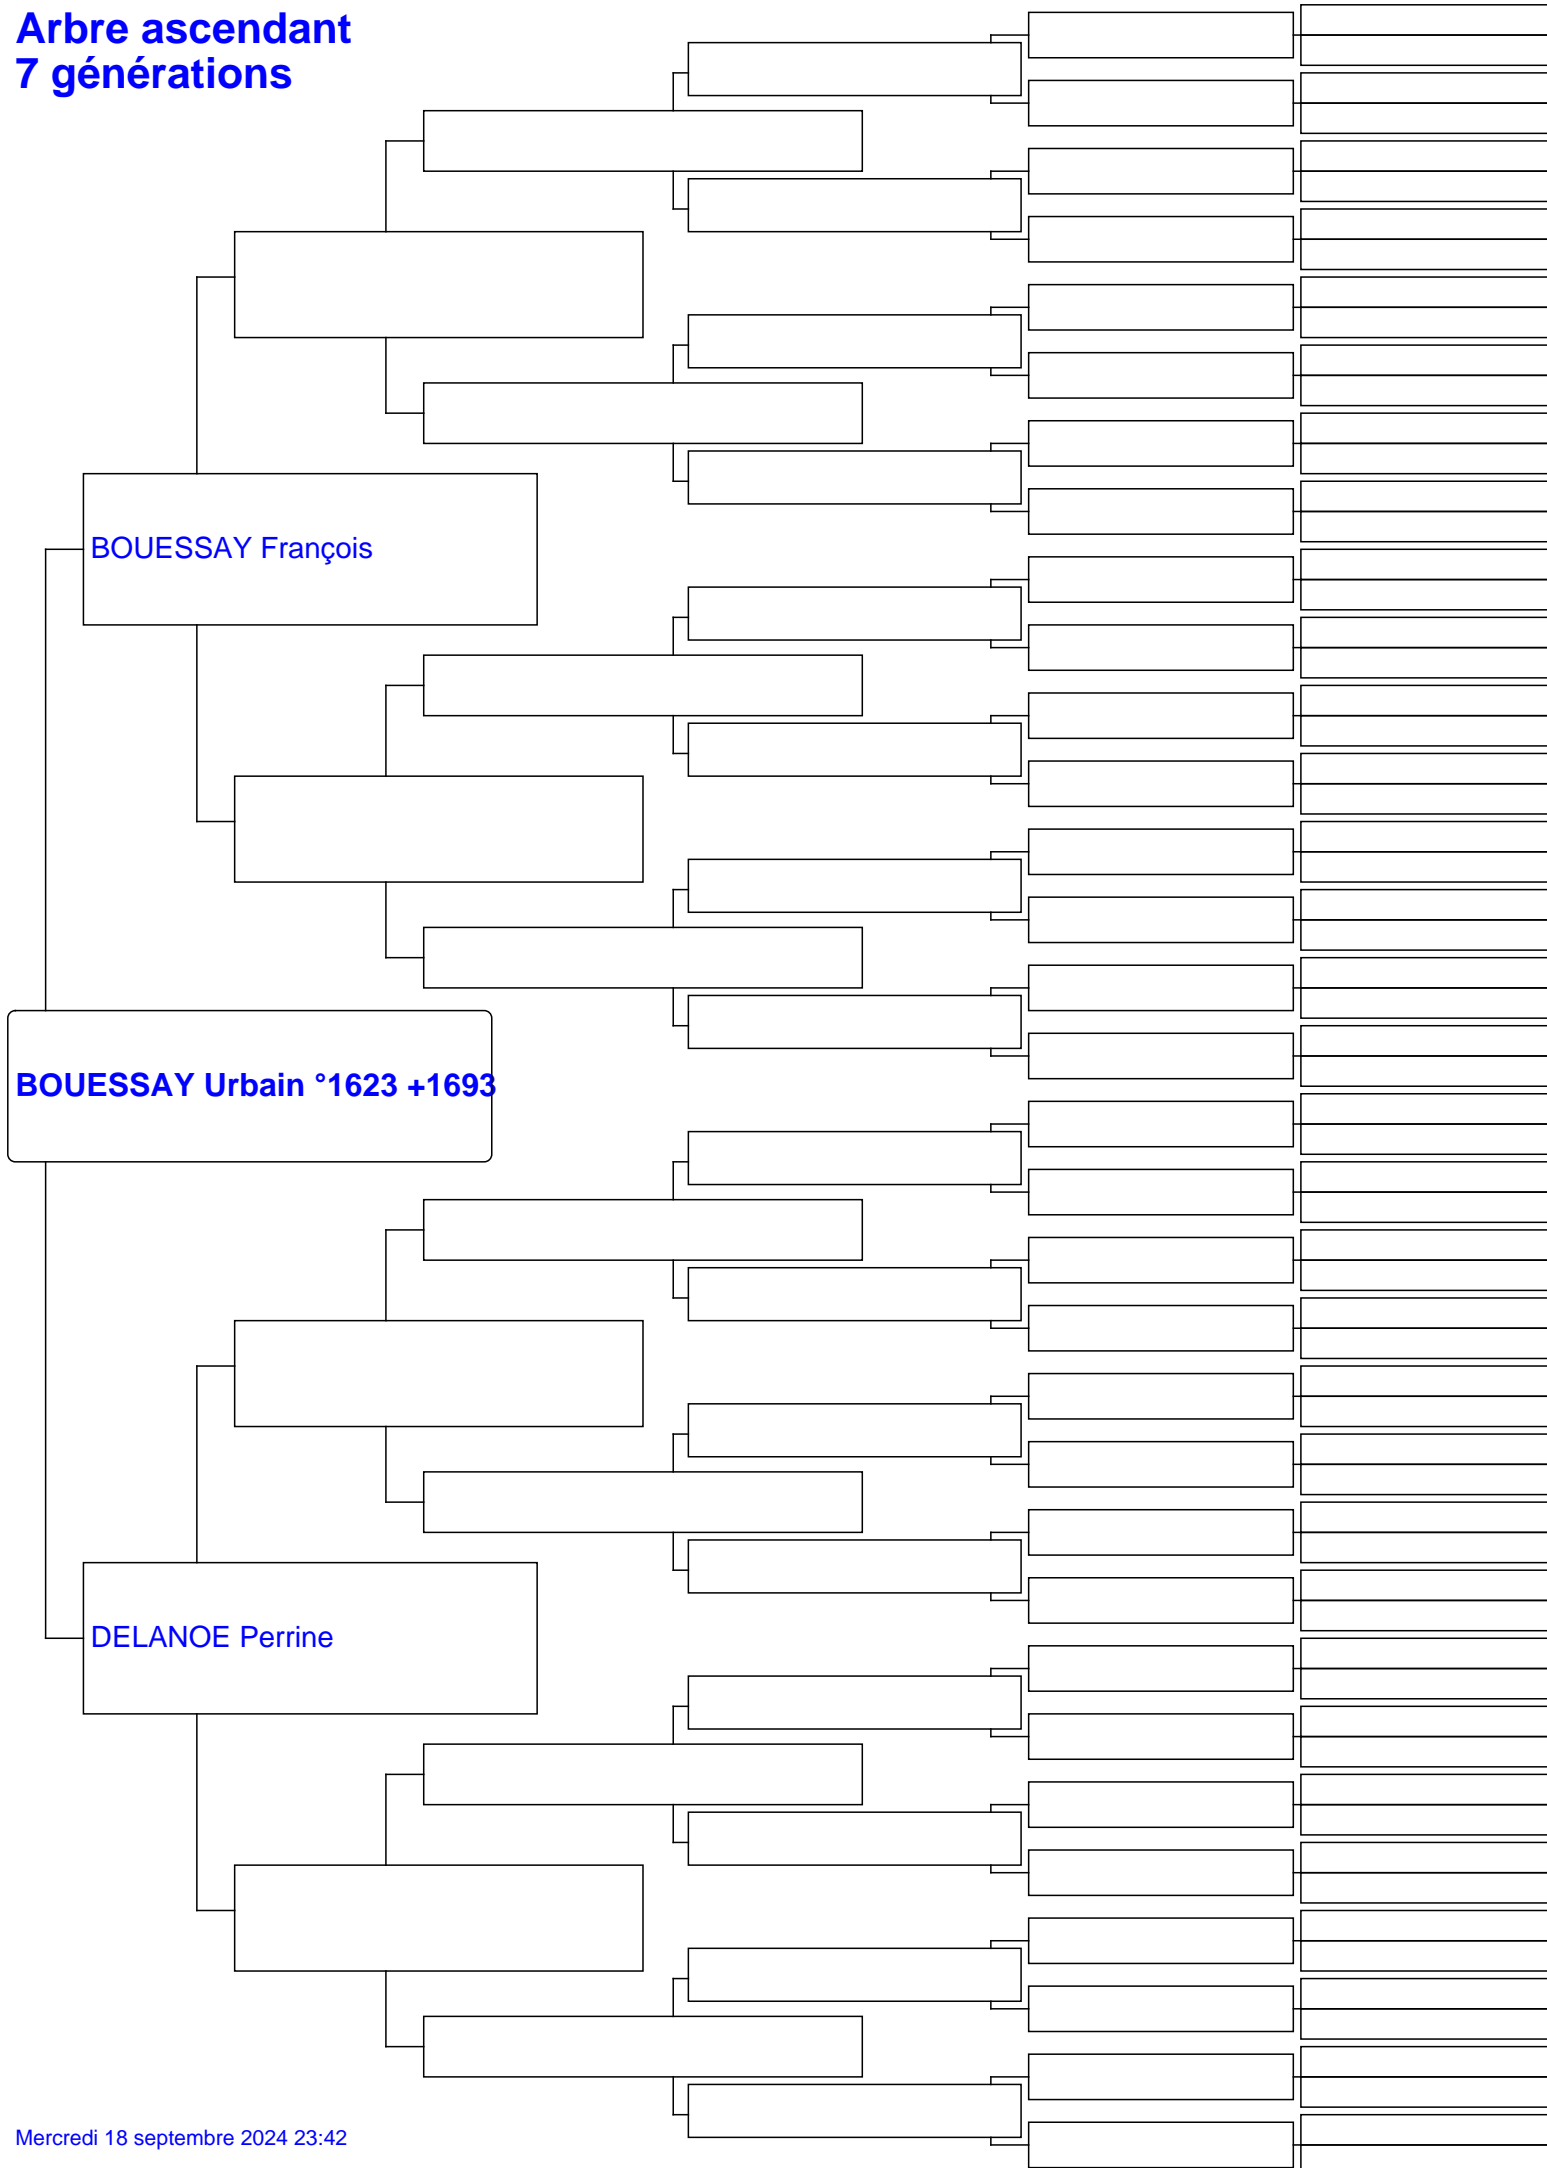 Arbre ascendant
7 générations
BOUESSAY François
BOUESSAY Urbain °1623 +1693
DELANOE Perrine
Mercredi 18 septembre 2024 23:42